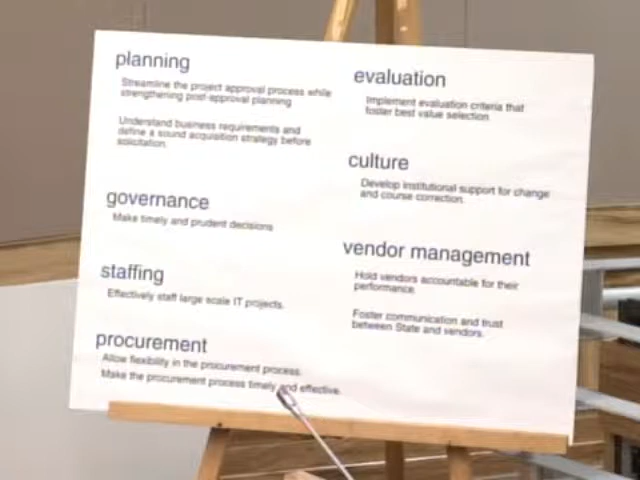 planning
Streamline the project approval process while
strengthening post-approval planning
Understand business requirements and
define a sound acquisition strategy before
solicitation.
governance
Make timely and prudent decisions
staffing
Effectively staff large scale IT projects.
procurement
Allow flexibility in the procurement process.
Make the procurement process timely and effective.
evaluation
Implement evaluation criteria that
foster best value selection.
culture
Develop institutional support for change
and course correction.
vendor management
Hold vendors accountable for their
performance.
Foster communication and trust
between State and vendors.